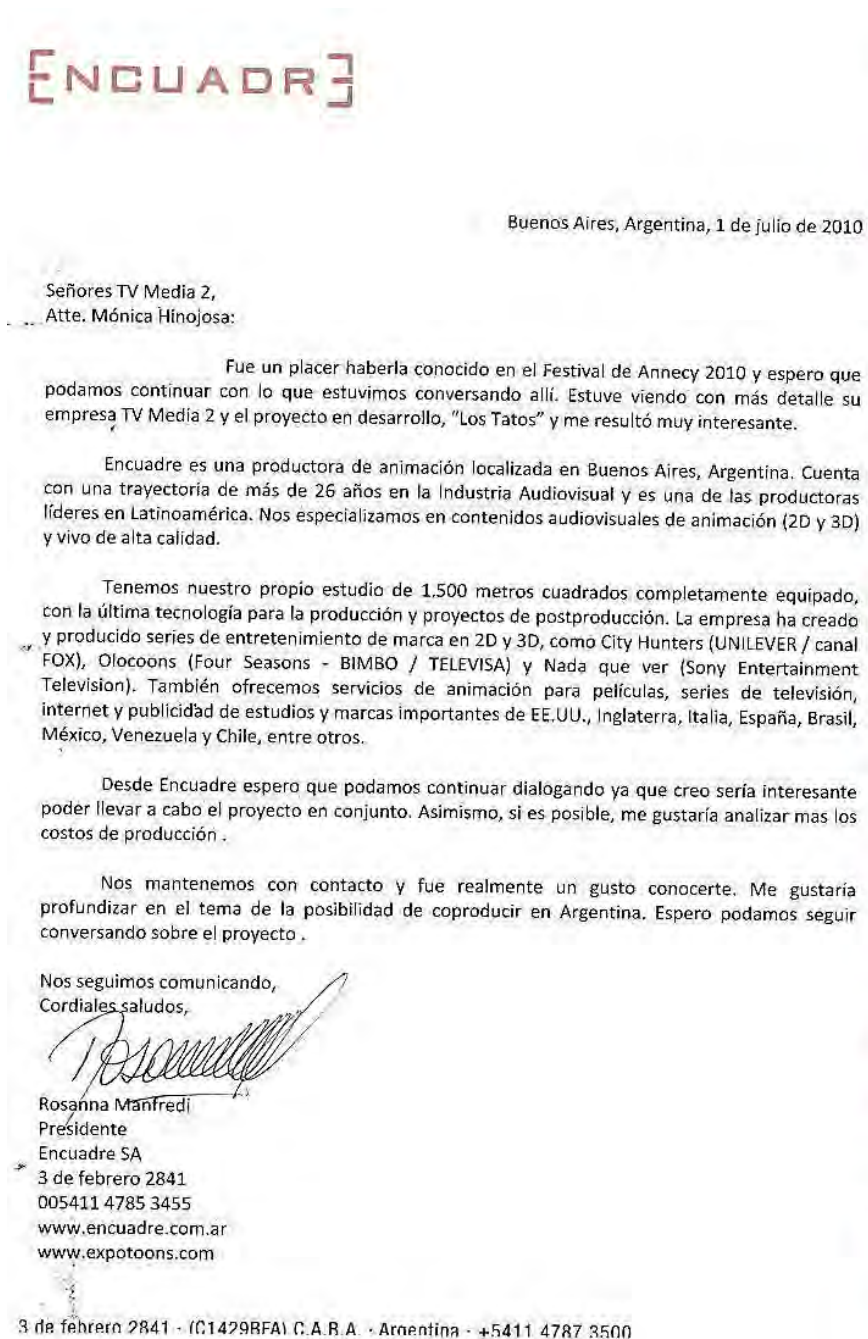 ENCUADRE
Buenos Aires, Argentina, 1 de julio de 2010
Señores TV Media 2,
Atte. Mónica Hinojosa:
Fue un placer haberla conocido en el Festival de Annecy 2010 y espero que
podamos continuar con lo que estuvimos conversando allí. Estuve viendo con más detalle su
empresa TV Media 2 y el proyecto en desarrollo, "Los Tatos" y me resultó muy interesante.
Encuadre es una productora de animación localizada en Buenos Aires, Argentina. Cuenta
con una trayectoria de más de 26 años en la Industria Audiovisual y es una de las productoras
líderes en Latinoamérica. Nos especializamos en contenidos audiovisuales de animación (2D y 3D)
y vivo de alta calidad.
Tenemos nuestro propio estudio de 1.500 metros cuadrados completamente equipado,
con la última tecnología para la producción y proyectos de postproducción. La empresa ha creado
y producido series de entretenimiento de marca en 2D y 3D, como City Hunters (UNILEVER / canal
FOX), Olocoons (Four Seasons - BIMBO / TELEVISA) y Nada que ver (Sony Entertainment
Television). También ofrecemos servicios de animación para películas, series de televisión,
internet y publicidad de estudios y marcas importantes de EE.UU., Inglaterra, Italia, España, Brasil,
México, Venezuela y Chile, entre otros.
Desde Encuadre espero que podamos continuar dialogando ya que creo sería interesante
poder llevar a cabo el proyecto en conjunto. Asimismo, si es posible, me gustaría analizar mas los
costos de producción .
Nos mantenemos con contacto y fue realmente un gusto conocerte. Me gustaría
profundizar en el tema de la posibilidad de coproducir en Argentina. Espero podamos seguir
conversando sobre el proyecto .
Nos seguimos comunicando,
Cordiales saludos,
Rosanna Manfredi
Presidente
Encuadre SA
3 de febrero 2841
005411 4785 3455
www.encuadre.com.ar
www.expotoons.com
3 de febrero 2841 - (C1429BFA) C.A.B.A. - Argentina - +5411 4787 3500